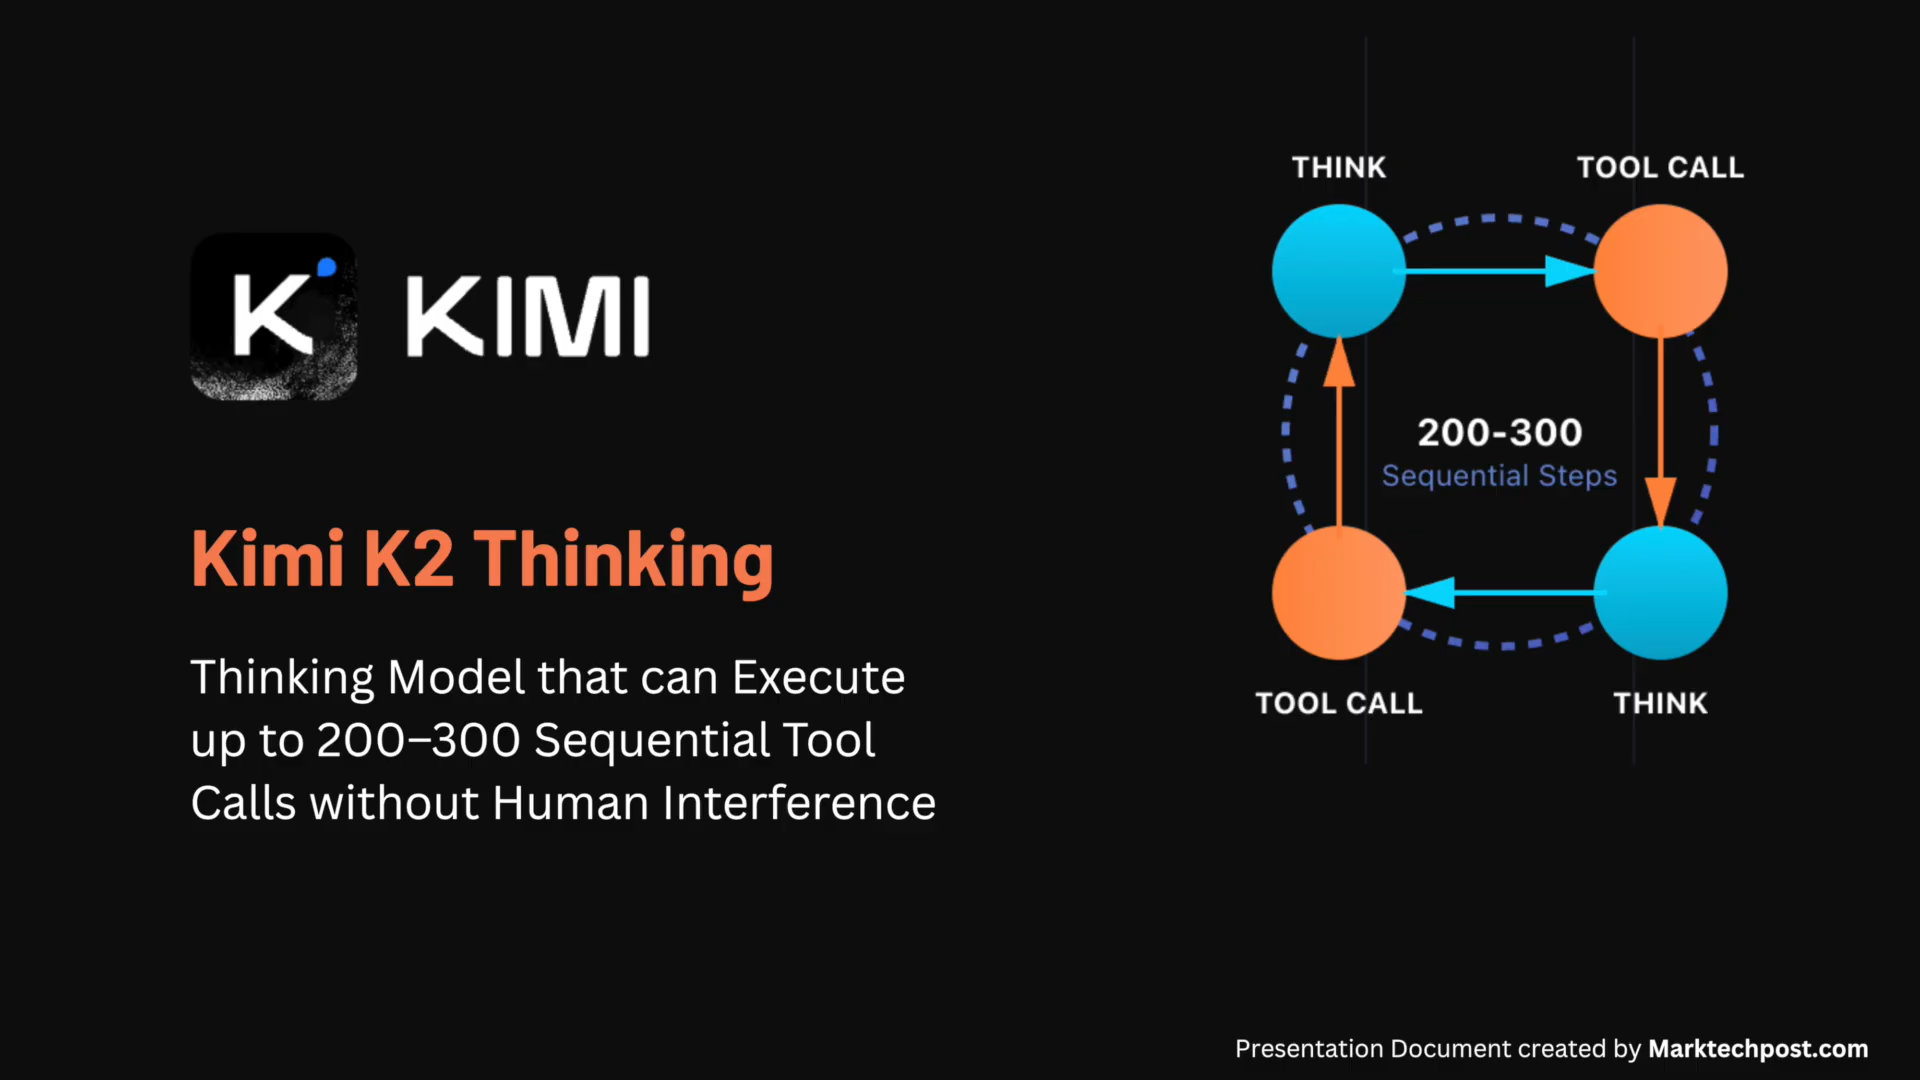 K
KIMI
Kimi K2 Thinking
Thinking Model that can Execute
up to 200–300 Sequential Tool
Calls without Human Interference
THINK
TOOL CALL
200-300
Sequential Steps
TOOL CALL
THINK
Presentation Document created by Marktechpost.com